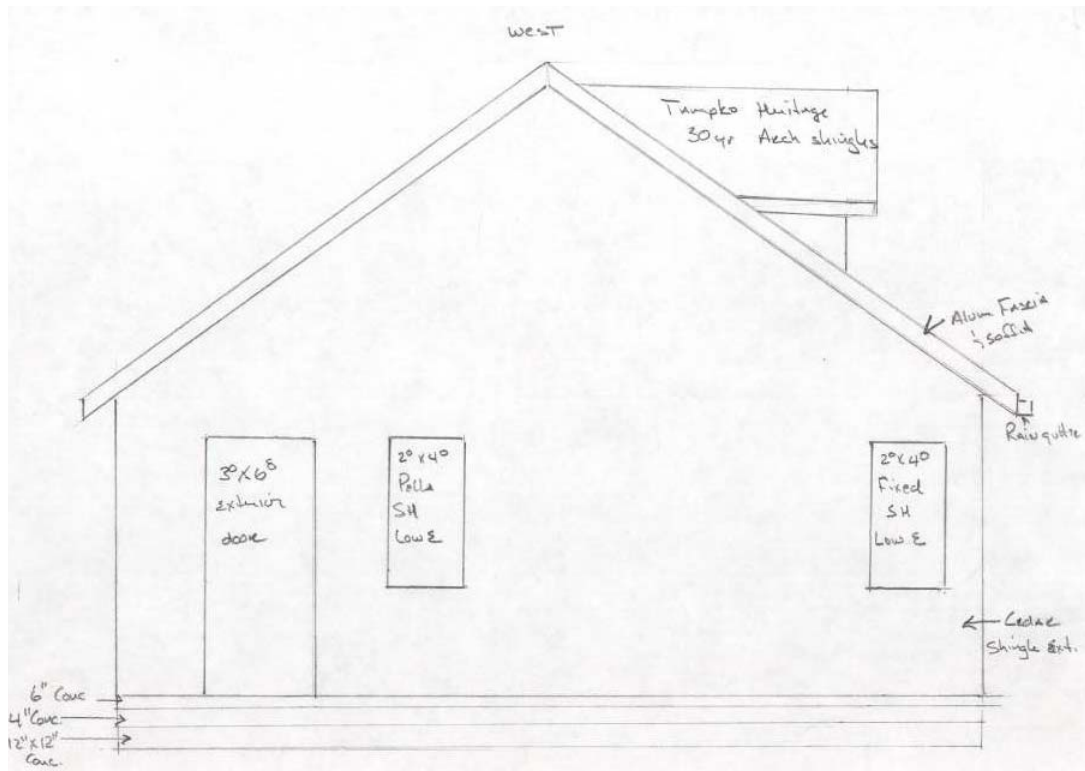 WEST
Tumpko Heritage
30 yr Arch shingles
Alum Fascia
& soffit
Rain gutter
3⁰X6⁸
exterior
door
2⁰X4⁰
Pella
SH
Low E
2⁰X4⁰
Fixed
SH
Low E
Cedar
Shingle Ext.
6" Conc
4" Conc.
12"X12"
Conc.